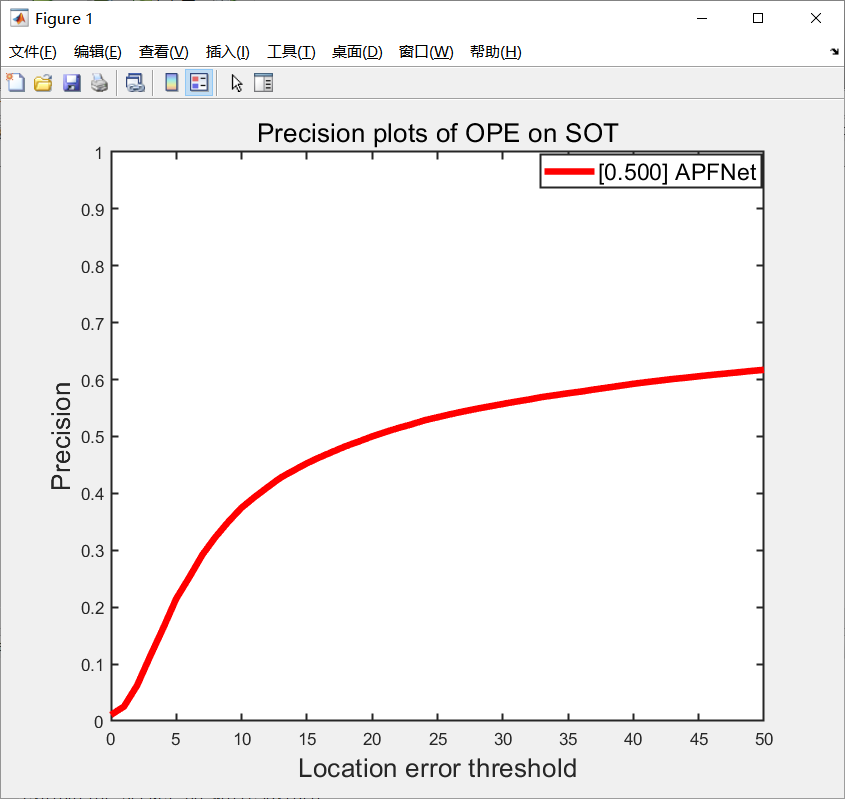 Figure 1
文件(F) 编辑(E) 查看(V) 插入(I) 工具(T) 桌面(D) 窗口(W) 帮助(H)
Precision plots of OPE on SOT
[0.500] APFNet
1
0.9
0.8
0.7
0.6
0.5
0.4
0.3
0.2
0.1
0
Precision
0 5 10 15 20 25 30 35 40 45 50
Location error threshold